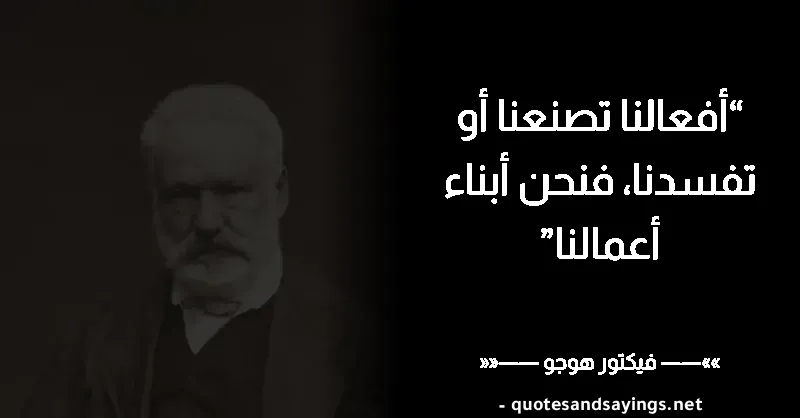 “أفعالنا تصنعنا أو
تفسدنا، فنحن أبناء
أعمالنا”
»»—— فيكتور هوجو ——««
- quotesandsayings.net